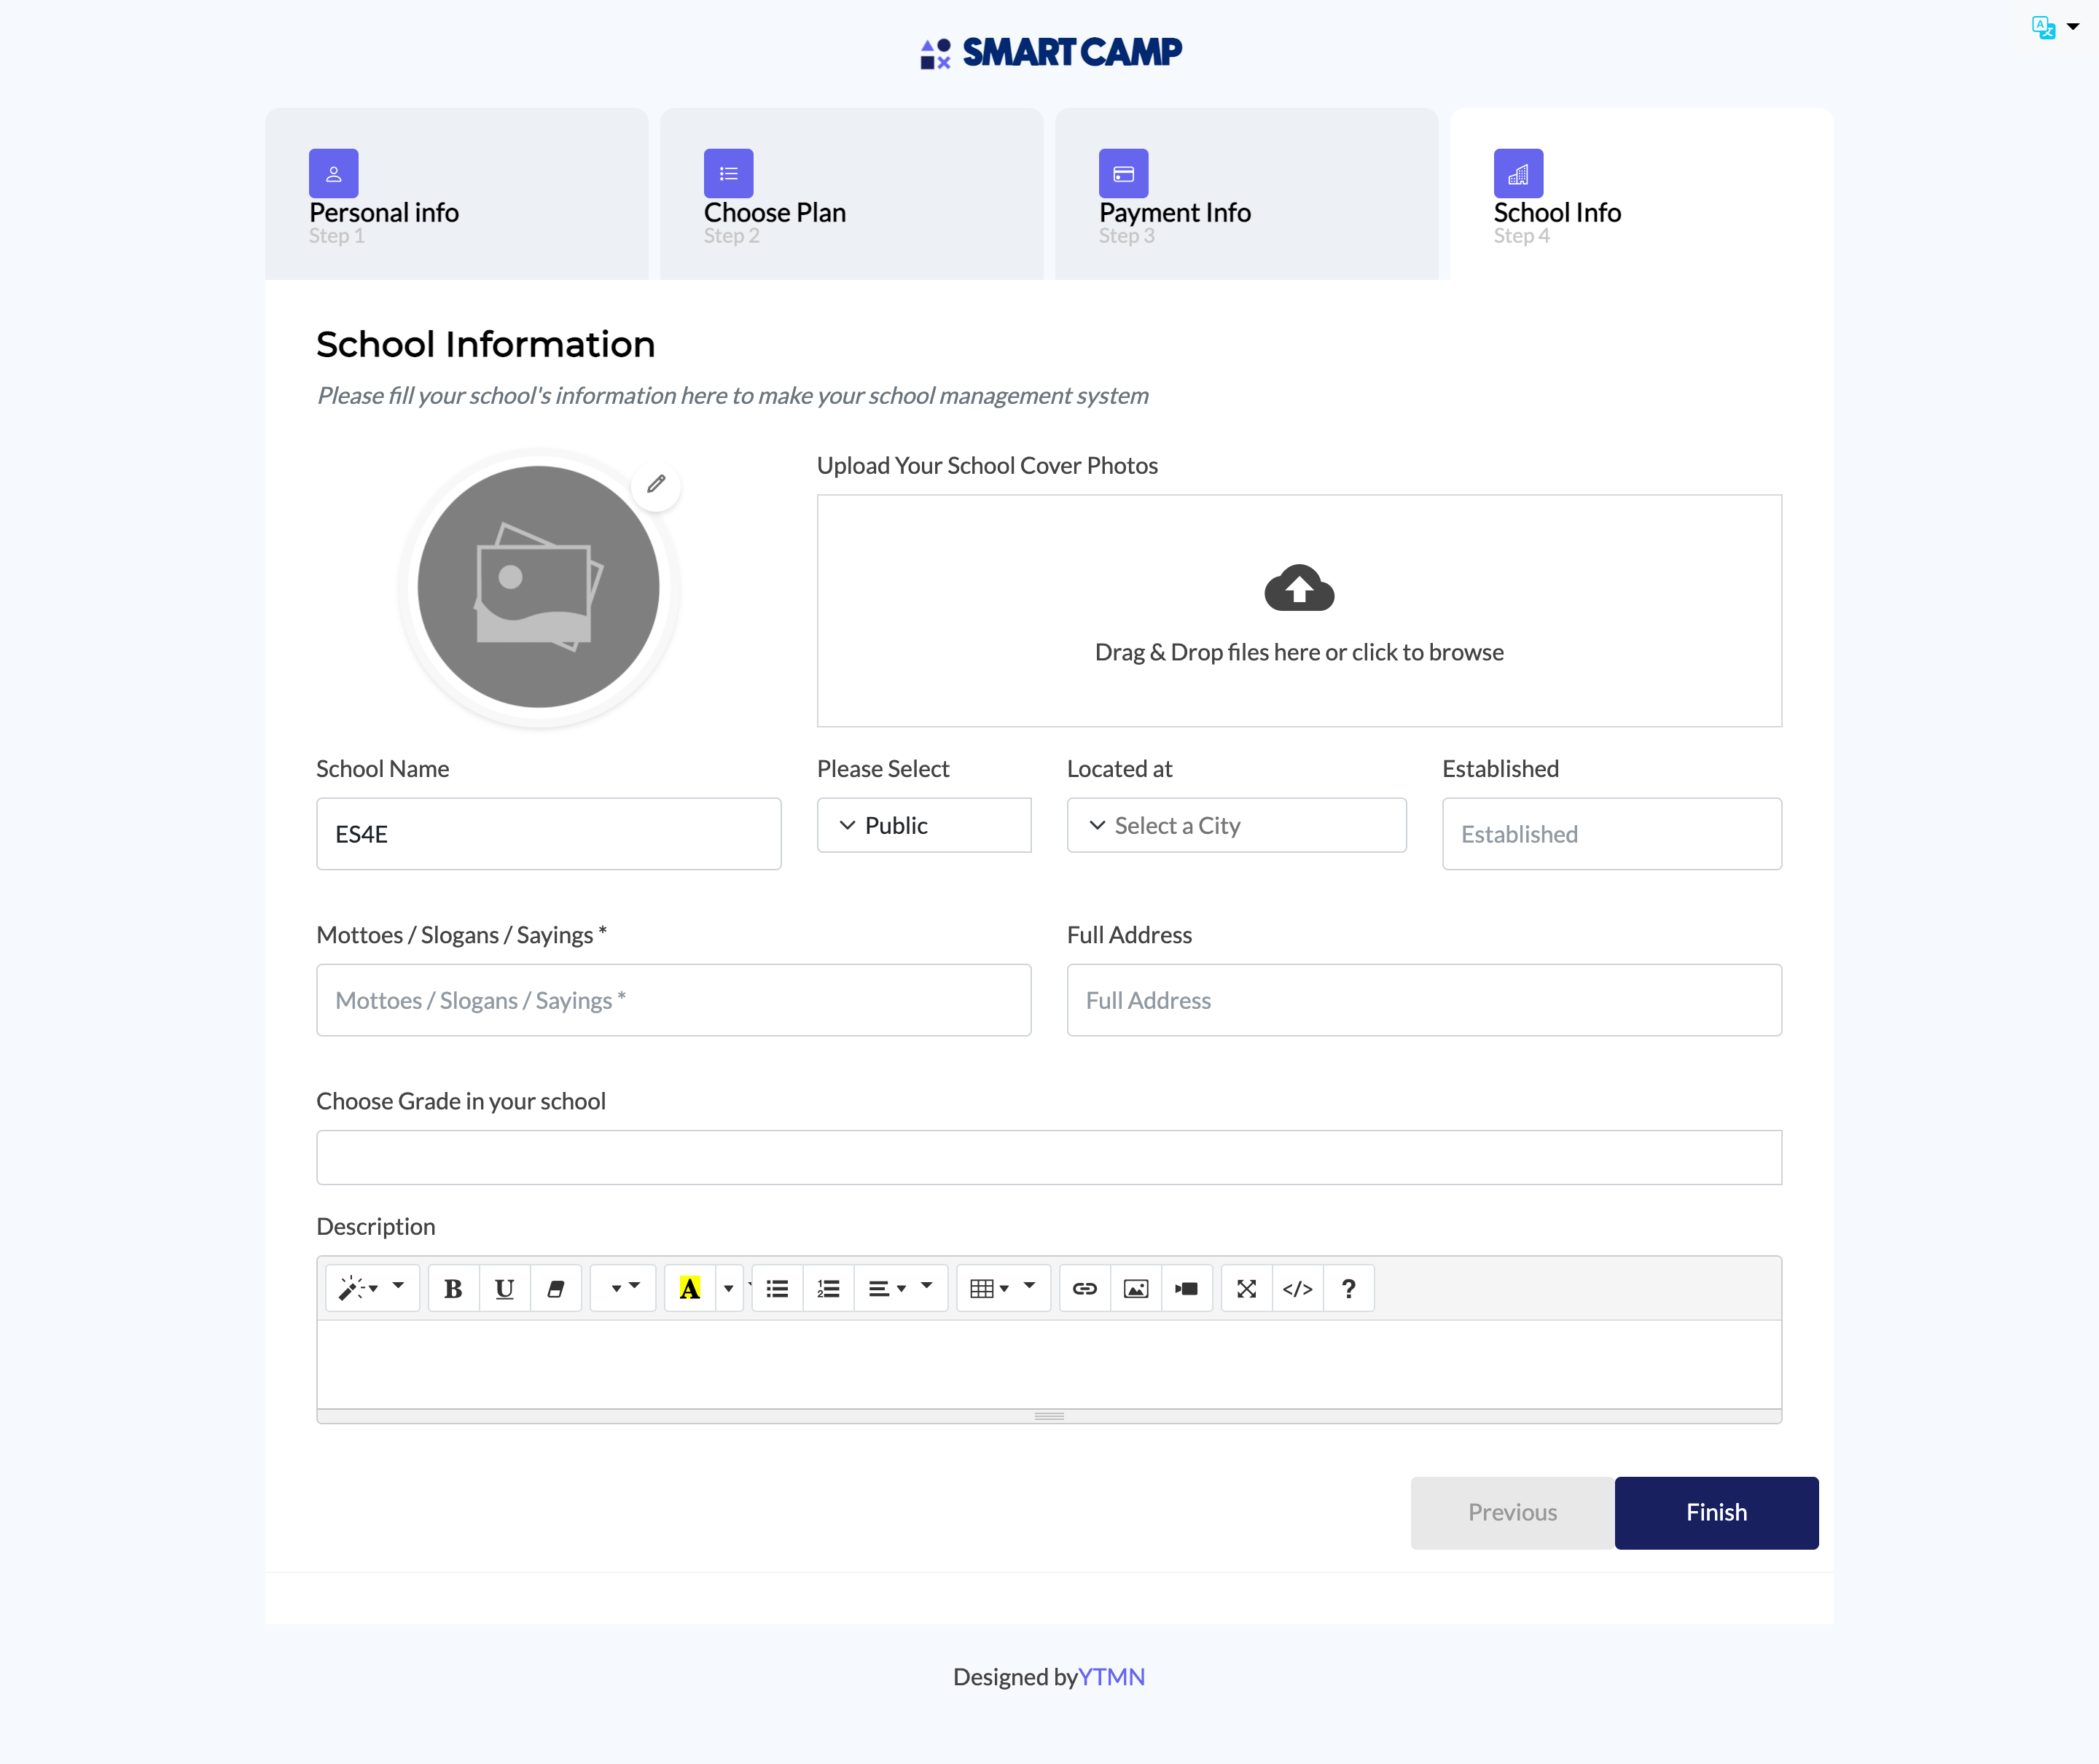 SMART CAMP
Personal info
Step 1
Choose Plan
Step 2
Payment Info
Step 3
School Info
Step 4
School Information
Please fill your school's information here to make your school management system
Upload Your School Cover Photos
Drag & Drop files here or click to browse
School Name
Please Select
Located at
Established
ES4E
Public
Select a City
Established
Mottoes / Slogans / Sayings *
Full Address
Mottoes / Slogans / Sayings *
Full Address
Choose Grade in your school
Description
B U A </> ?
Previous
Finish
Designed byYTMN